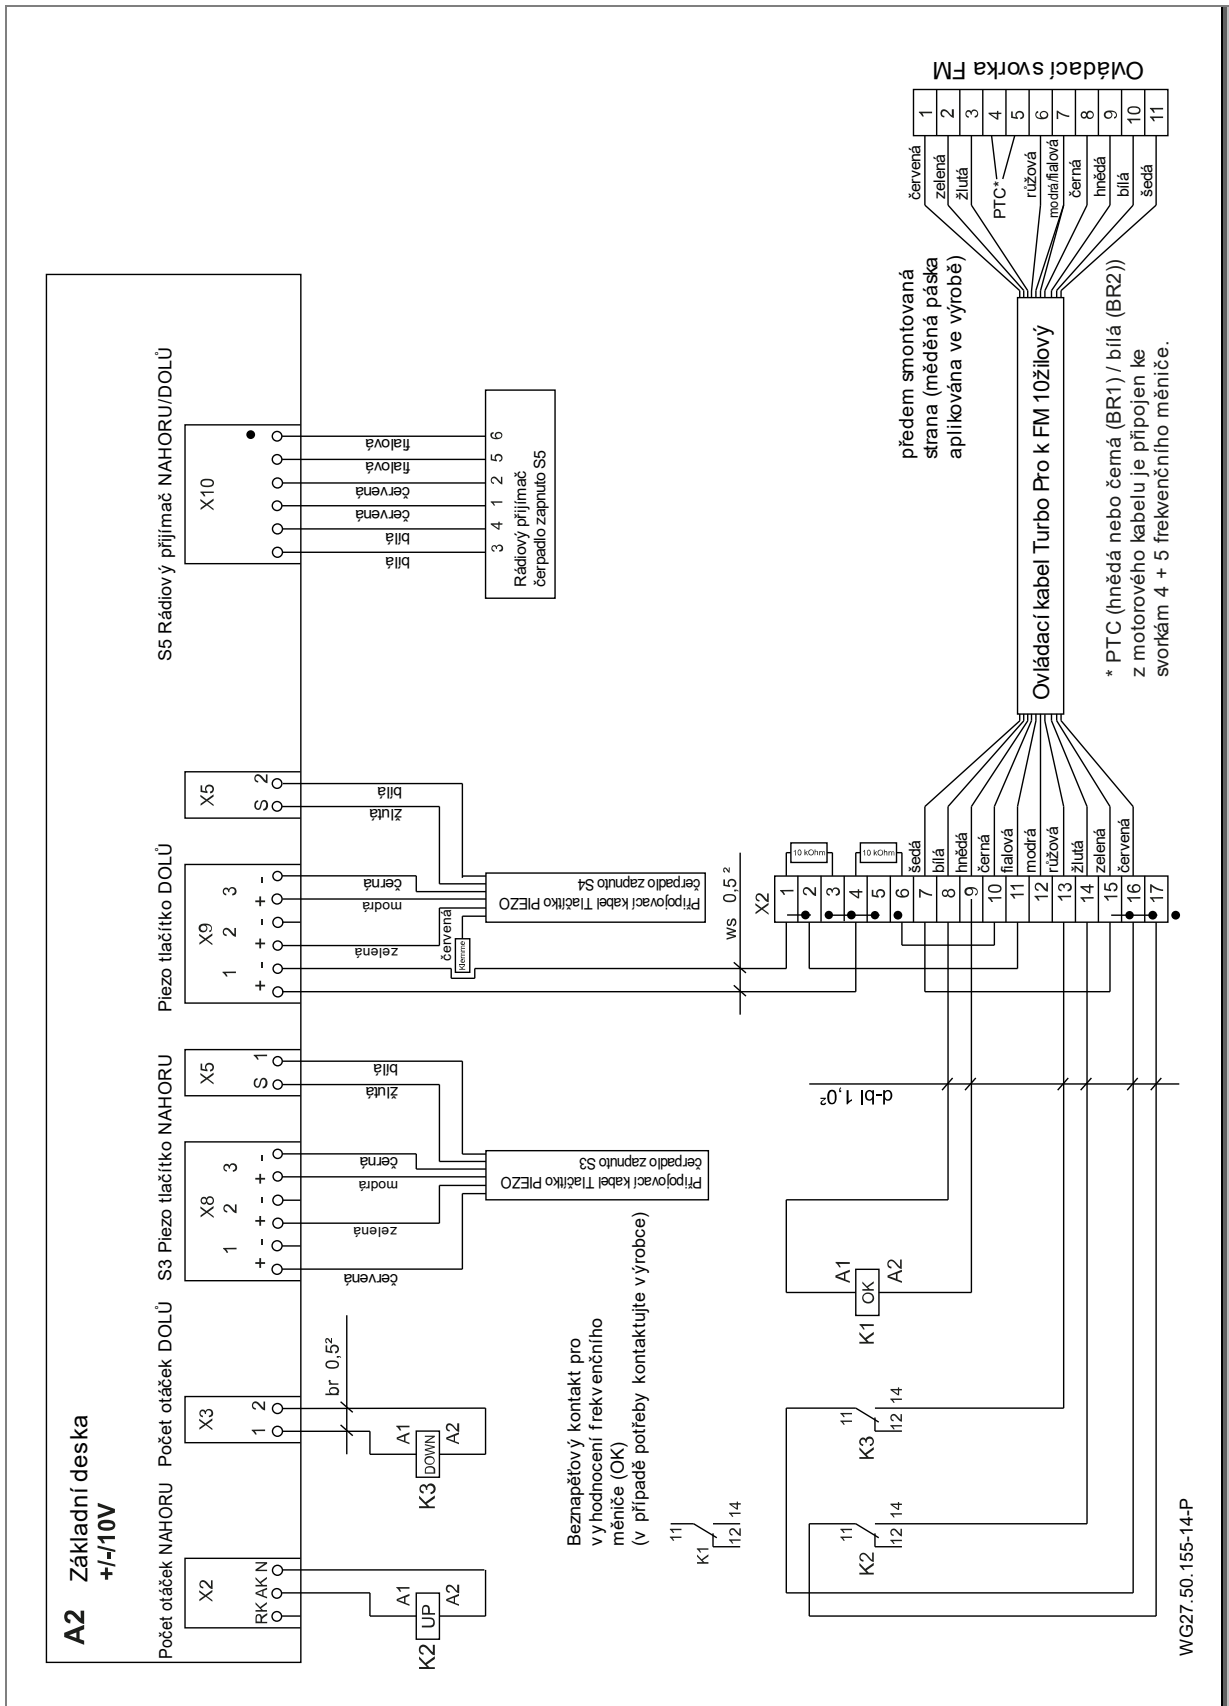 A2 Základní deska
+/-/10V
Počet otáček NAHORU
Počet otáček DOLŮ
S3 Piezo tlačítko NAHORU
Piezo tlačítko DOLŮ
S5 Rádiový přijímač NAHORU/DOLŮ
X2
RK AK N
X3
1 2
X8
1 2 3
+ - + - + -
X5
S 1
X9
1 2 3
+ - + - + -
X5
S 2
X10
br 0,5²
K2 UP A1 A2
K3 DOWN A1 A2
červená
zelená
modrá
černá
žlutá
bílá
Připojovací kabel Tlačítko PIEZO
čerpadlo zapnuto S3
zelená
červená
Klemme
modrá
černá
žlutá
bílá
Připojovací kabel Tlačítko PIEZO
čerpadlo zapnuto S4
bílá
bílá
červená
červená
fialová
fialová
3 4 1 2 5 6
Rádiový přijímač
čerpadlo zapnuto S5
Beznapěťový kontakt pro
vyhodnocení frekvenčního
měniče (OK)
(v případě potřeby kontaktujte výrobce)
K1 11 12 14
ws 0,5²
X2
1 2 3 4 5 6 7 8 9 10 11 12 13 14 15 16 17
10 kOhm
10 kOhm
šedá
bílá
hnědá
černá
fialová
modrá
růžová
žlutá
zelená
červená
d-bl 1,0²
K1 OK A1 A2
K3 11 12 14
K2 11 12 14
Ovládací kabel Turbo Pro k FM 10žilový
předem smontovaná
strana (měděná páska
aplikována ve výrobě)
červená
zelená
žlutá
PTC*
růžová
modrá/fialová
černá
hnědá
bílá
šedá
1 2 3 4 5 6 7 8 9 10 11
Ovládací svorka FM
* PTC (hnědá nebo černá (BR1) / bílá (BR2))
z motorového kabelu je připojen ke
svorkám 4 + 5 frekvenčního měniče.
WG27.50.155-14-P